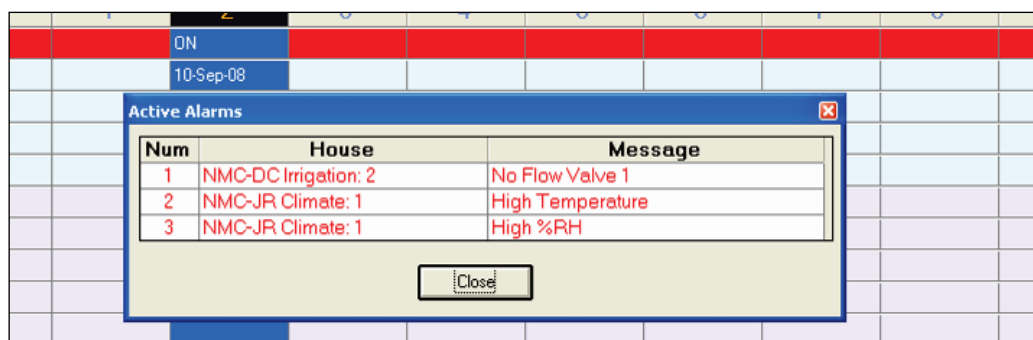 2
ON
10-Sep-08
Active Alarms
Num House Message
1 NMC-DC Irrigation: 2 No Flow Valve 1
2 NMC-JR Climate: 1 High Temperature
3 NMC-JR Climate: 1 High %RH
Close